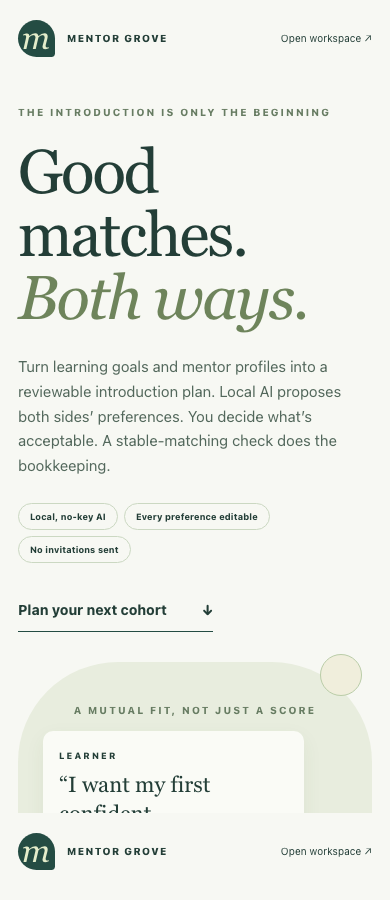 m MENTOR GROVE Open workspace ↗
THE INTRODUCTION IS ONLY THE BEGINNING
Good
matches.
Both ways.
Turn learning goals and mentor profiles into a
reviewable introduction plan. Local AI proposes
both sides’ preferences. You decide what’s
acceptable. A stable-matching check does the
bookkeeping.
Local, no-key AI Every preference editable
No invitations sent
Plan your next cohort ↓
A MUTUAL FIT, NOT JUST A SCORE
LEARNER
“I want my first
confident
m MENTOR GROVE Open workspace ↗